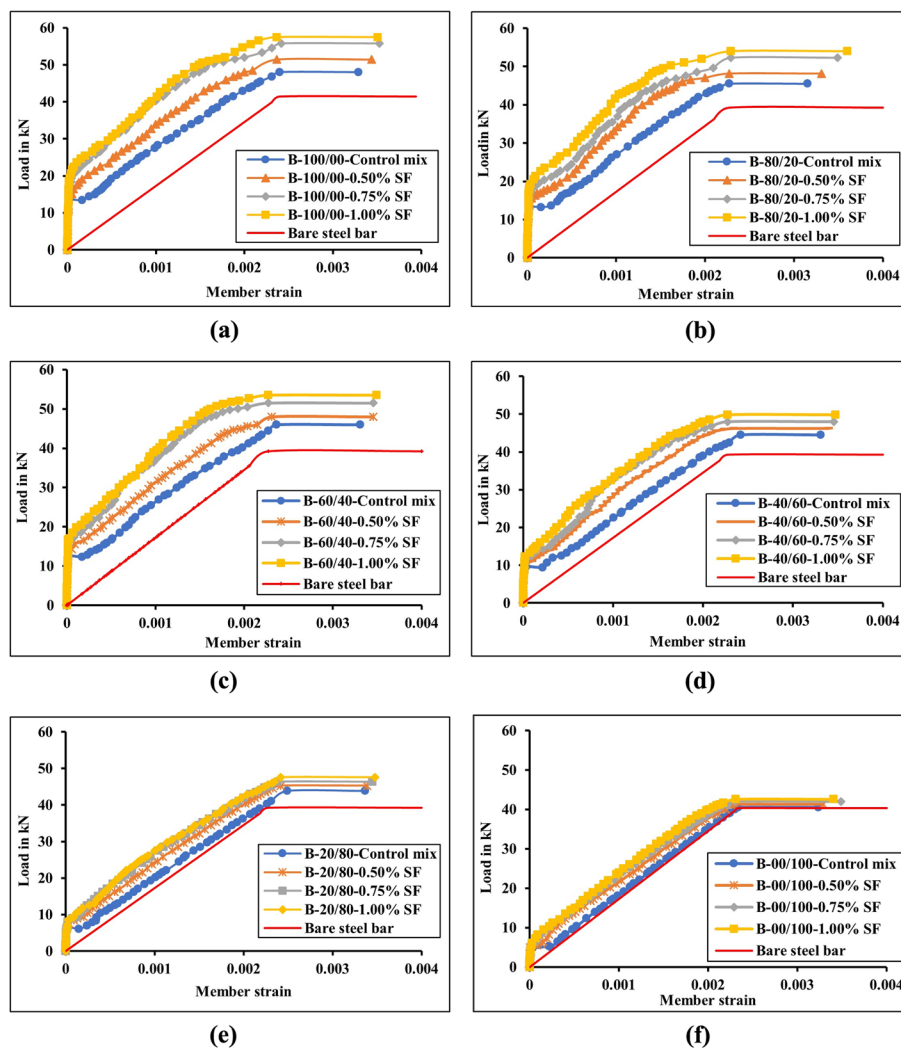 60
50
40
30
20
10
0
Load in kN
B-100/00-Control mix
B-100/00-0.50% SF
B-100/00-0.75% SF
B-100/00-1.00% SF
Bare steel bar
0 0.001 0.002 0.003 0.004
Member strain
(a)
60
50
40
30
20
10
0
Loadin kN
B-80/20-Control mix
B-80/20-0.50% SF
B-80/20-0.75% SF
B-80/20-1.00% SF
Bare steel bar
0 0.001 0.002 0.003 0.004
Member strain
(b)
60
50
40
30
20
10
0
Load in kN
B-60/40-Control mix
B-60/40-0.50% SF
B-60/40-0.75% SF
B-60/40-1.00% SF
Bare steel bar
0 0.001 0.002 0.003 0.004
Member strain
(c)
60
50
40
30
20
10
0
Load in kN
B-40/60-Control mix
B-40/60-0.50% SF
B-40/60-0.75% SF
B-40/60-1.00% SF
Bare steel bar
0 0.001 0.002 0.003 0.004
Member strain
(d)
60
50
40
30
20
10
0
Load in kN
B-20/80-Control mix
B-20/80-0.50% SF
B-20/80-0.75% SF
B-20/80-1.00% SF
Bare steel bar
0 0.001 0.002 0.003 0.004
Member strain
(e)
60
50
40
30
20
10
0
Load in kN
B-00/100-Control mix
B-00/100-0.50% SF
B-00/100-0.75% SF
B-00/100-1.00% SF
Bare steel bar
0 0.001 0.002 0.003 0.004
Member strain
(f)